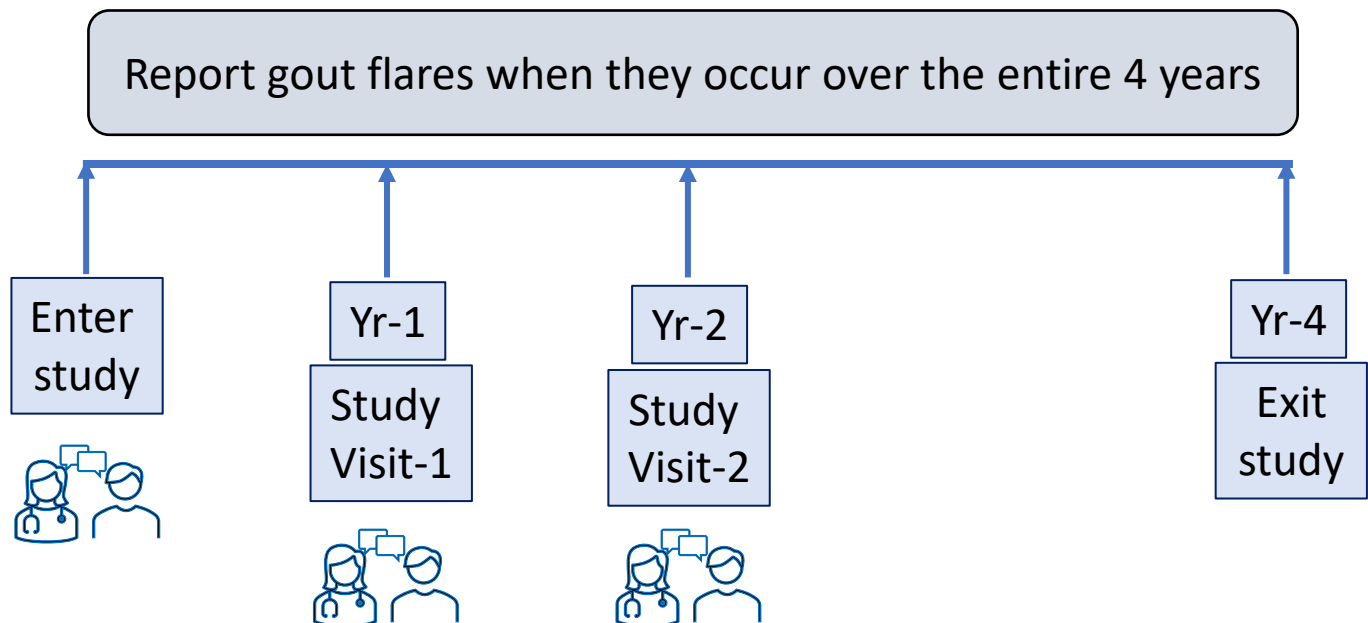 Report gout flares when they occur over the entire 4 years
Enter
study
Yr-1
Study
Visit-1
Yr-2
Study
Visit-2
Yr-4
Exit
study